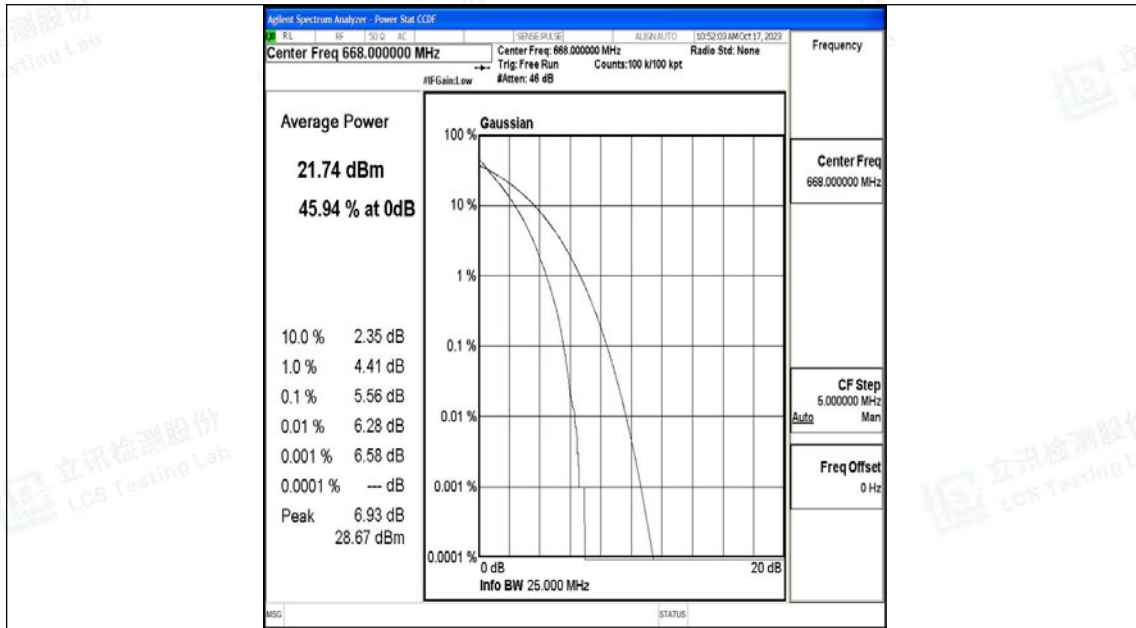 Agilent Spectrum Analyzer - Power Stat CCDF
RL RF 50 Ω AC SENSE:PULSE ALIGNAUTO 10:52:03 AM Oct 17, 2023
Center Freq 668.000000 MHz
Center Freq: 668.000000 MHz Radio Std: None
Trig: Free Run Counts:100 k/100 kpt
#IFGain:Low #Atten: 46 dB
Frequency
Average Power
21.74 dBm
45.94 % at 0dB
10.0 % 2.35 dB
1.0 % 4.41 dB
0.1 % 5.56 dB
0.01 % 6.28 dB
0.001 % 6.58 dB
0.0001 % --- dB
Peak 6.93 dB
28.67 dBm
Gaussian
100 %
10 %
1 %
0.1 %
0.01 %
0.001 %
0.0001 %
0 dB 20 dB
Info BW 25.000 MHz
Center Freq
668.000000 MHz
CF Step
5.000000 MHz
Auto Man
Freq Offset
0 Hz
MSG STATUS
立讯检测股份
LCS Testing Lab